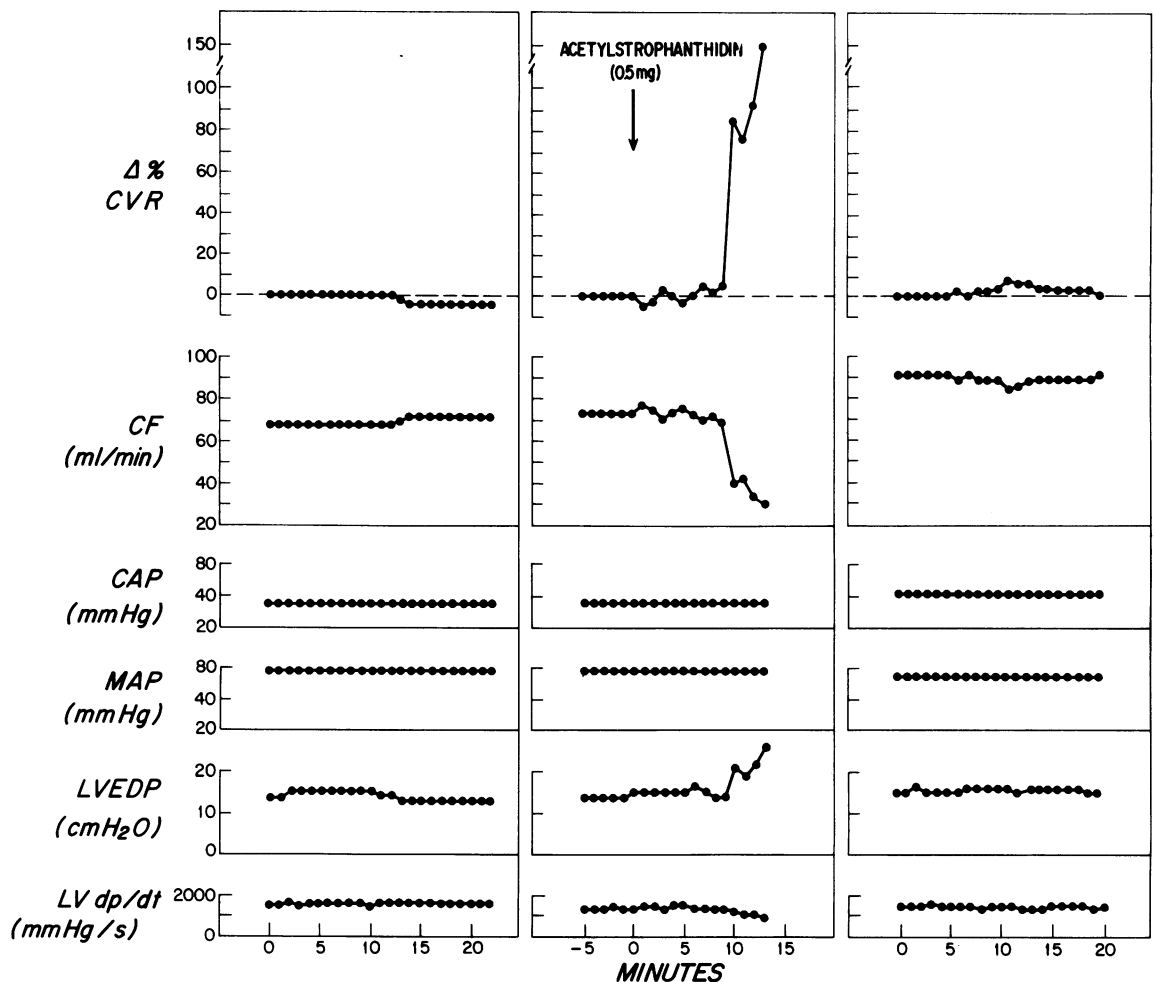 150
100
80
60
40
20
0
Δ %
CVR
ACETYLSTROPHANTHIDIN
(0.5mg)
100
80
60
40
20
CF
(ml/min)
80
40
20
CAP
(mmHg)
80
40
20
MAP
(mmHg)
20
10
0
LVEDP
(cmH₂O)
2000
0
LV dp/dt
(mmHg/s)
0 5 10 15 20
-5 0 5 10 15
0 5 10 15 20
MINUTES